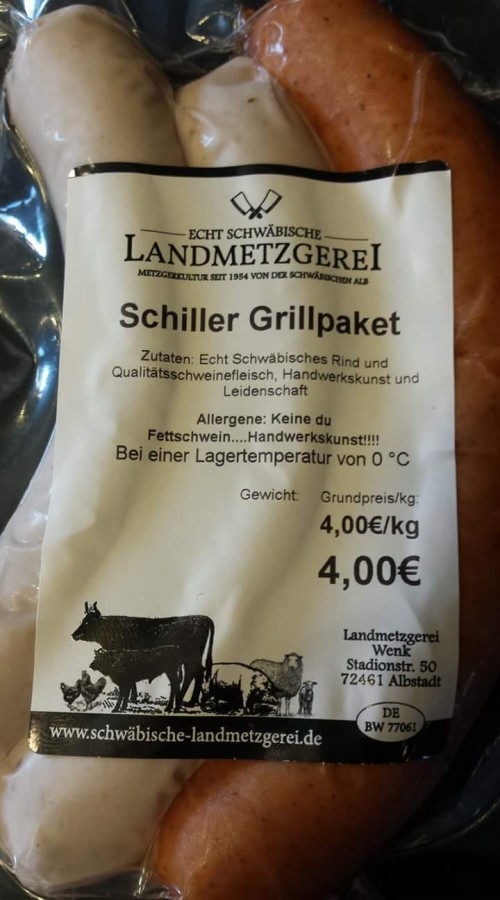 ECHT SCHWÄBISCHE
LANDMETZGEREI
METZGERKULTUR SEIT 1954 VON DER SCHWÄBISCHEN ALB
Schiller Grillpaket
Zutaten: Echt Schwäbisches Rind und
Qualitätsschweinefleisch, Handwerkskunst und
Leidenschaft
Allergene: Keine du
Fettschwein....Handwerkskunst!!!!
Bei einer Lagertemperatur von 0 °C
Gewicht: Grundpreis/kg:
4,00€/kg
4,00€
Landmetzgerei
Wenk
Stadionstr. 50
72461 Albstadt
DE
BW 77061
www.schwäbische-landmetzgerei.de